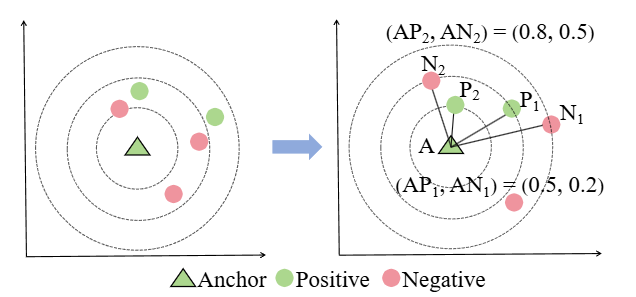 (AP₂, AN₂) = (0.8, 0.5)
N₂
P₂
P₁
N₁
A
(AP₁, AN₁) = (0.5, 0.2)
Anchor Positive Negative